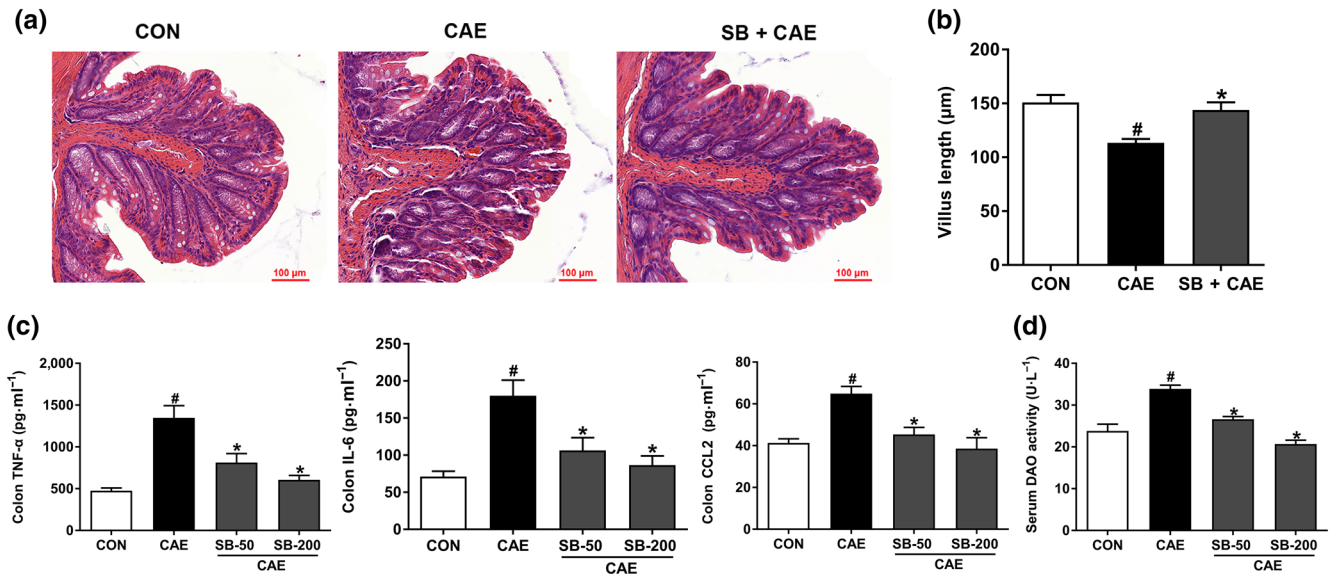 (a)
CON
CAE
SB + CAE
100 µm
100 µm
100 µm
(b)
Villus length (µm)
200
150
100
50
0
#
*
CON
CAE
SB + CAE
(c)
Colon TNF-α (pg·ml−1)
2,000
1500
1000
500
0
#
*
*
CON
CAE
SB-50
SB-200
CAE
Colon IL-6 (pg·ml−1)
250
200
150
100
50
0
#
*
*
CON
CAE
SB-50
SB-200
CAE
Colon CCL2 (pg·ml−1)
80
60
40
20
0
#
*
*
CON
CAE
SB-50
SB-200
CAE
(d)
Serum DAO activity (U·L−1)
40
30
20
10
0
#
*
*
CON
CAE
SB-50
SB-200
CAE